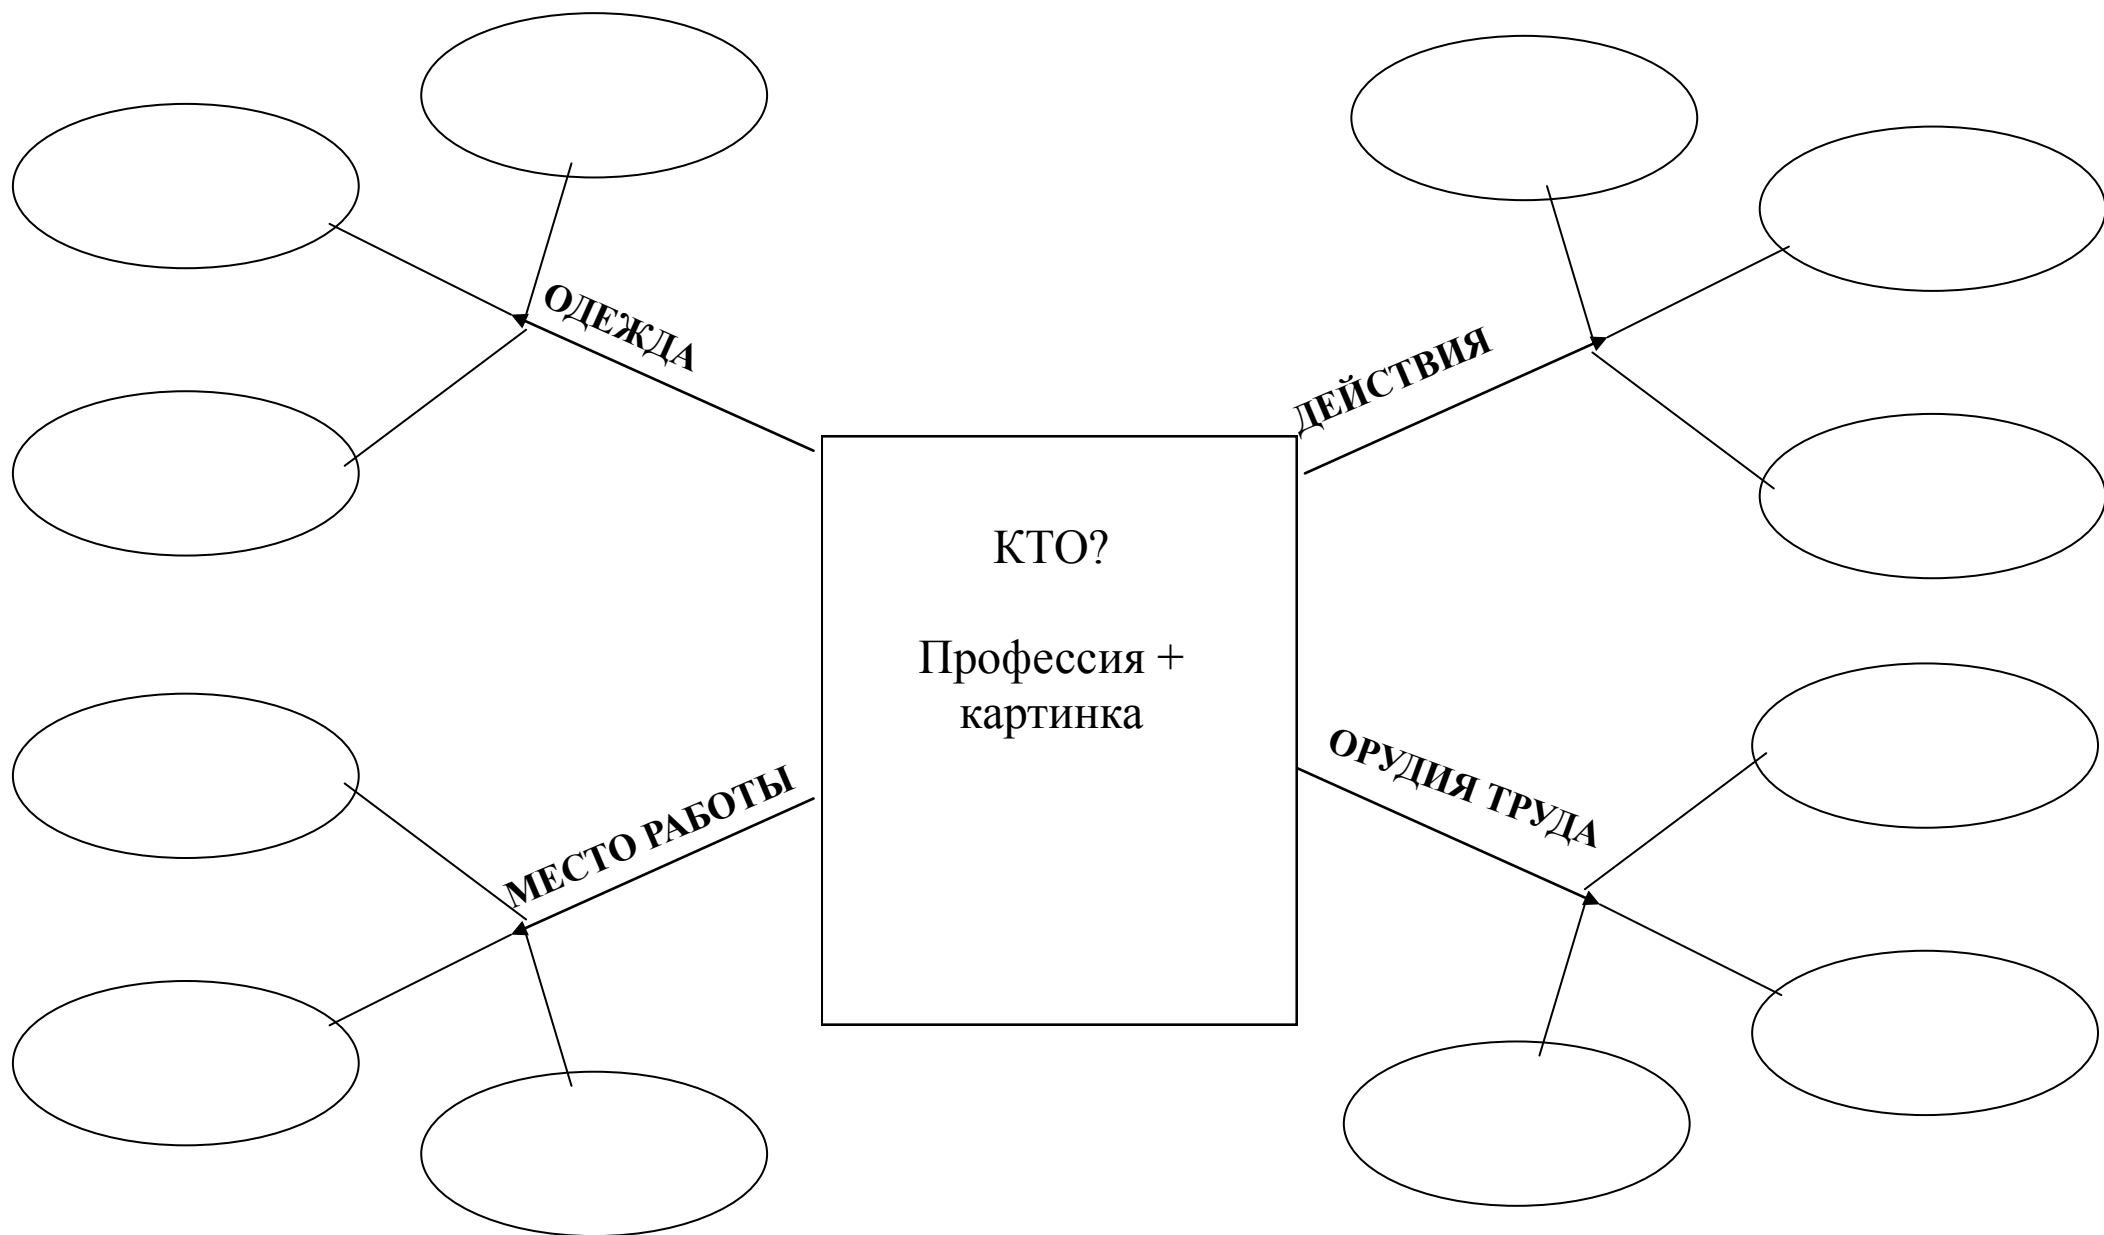 ОДЕЖДА
ДЕЙСТВИЯ
КТО?
Профессия +
картинка
МЕСТО РАБОТЫ
ОРУДИЯ ТРУДА